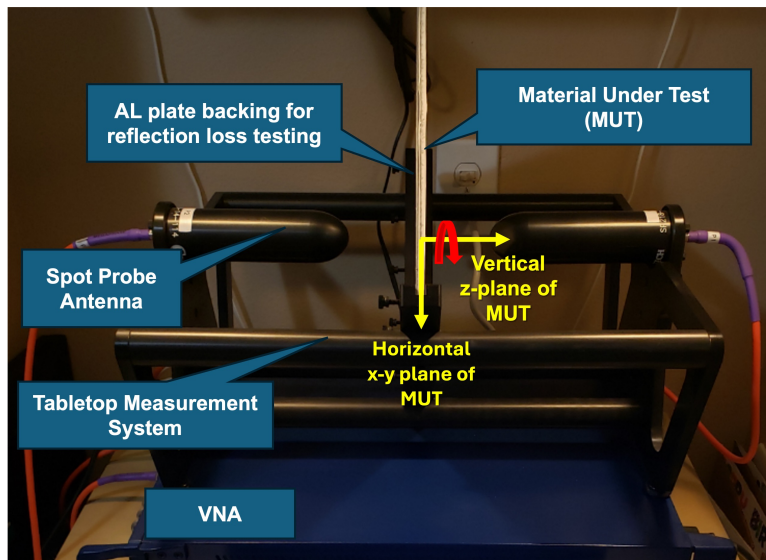 AL plate backing for
reflection loss testing
Material Under Test
(MUT)
Spot Probe
Antenna
Vertical
z-plane of
MUT
Horizontal
x-y plane of
MUT
Tabletop Measurement
System
VNA